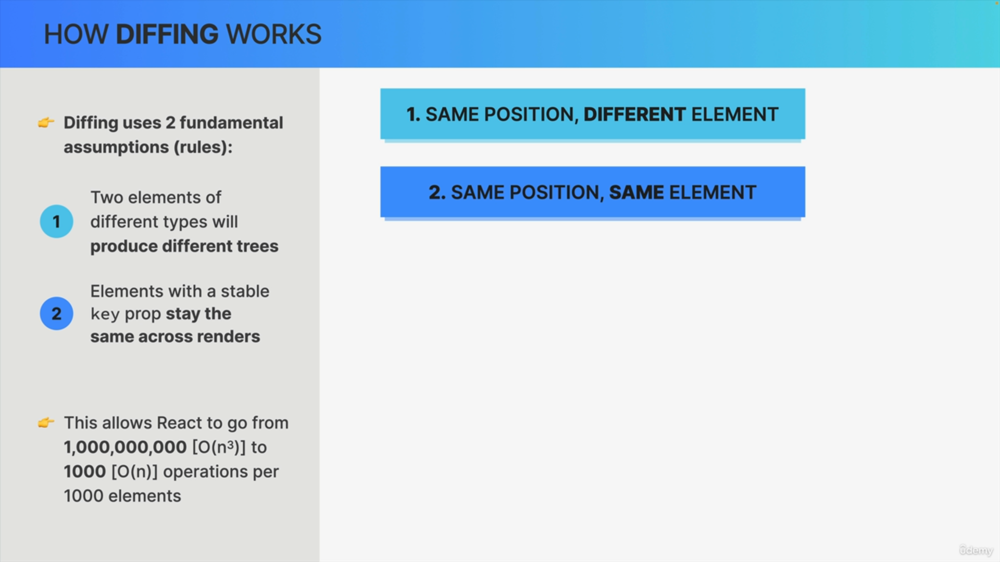 HOW DIFFING WORKS
👉 Diffing uses 2 fundamental
assumptions (rules):
1
Two elements of
different types will
produce different trees
2
Elements with a stable
key prop stay the
same across renders
👉 This allows React to go from
1,000,000,000 [O(n³)] to
1000 [O(n)] operations per
1000 elements
1. SAME POSITION, DIFFERENT ELEMENT
2. SAME POSITION, SAME ELEMENT
ûdemy